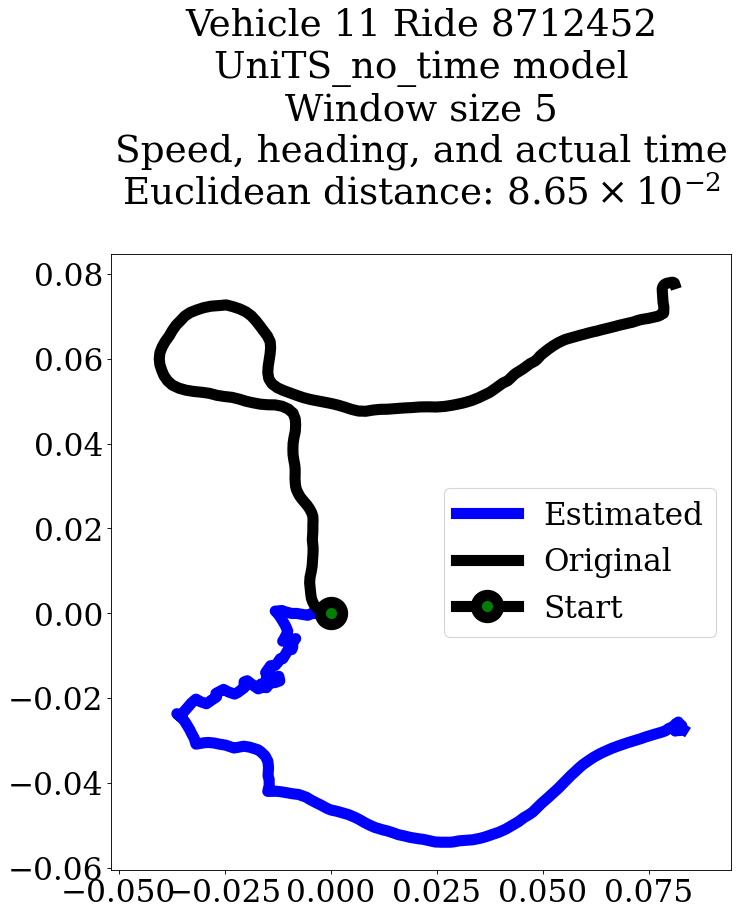 Vehicle 11 Ride 8712452
UniTS_no_time model
Window size 5
Speed, heading, and actual time
Euclidean distance: 8.65 × 10⁻²
0.08
0.06
0.04
0.02
0.00
−0.02
−0.04
−0.06
Estimated
Original
Start
−0.050 −0.025 0.000 0.025 0.050 0.075